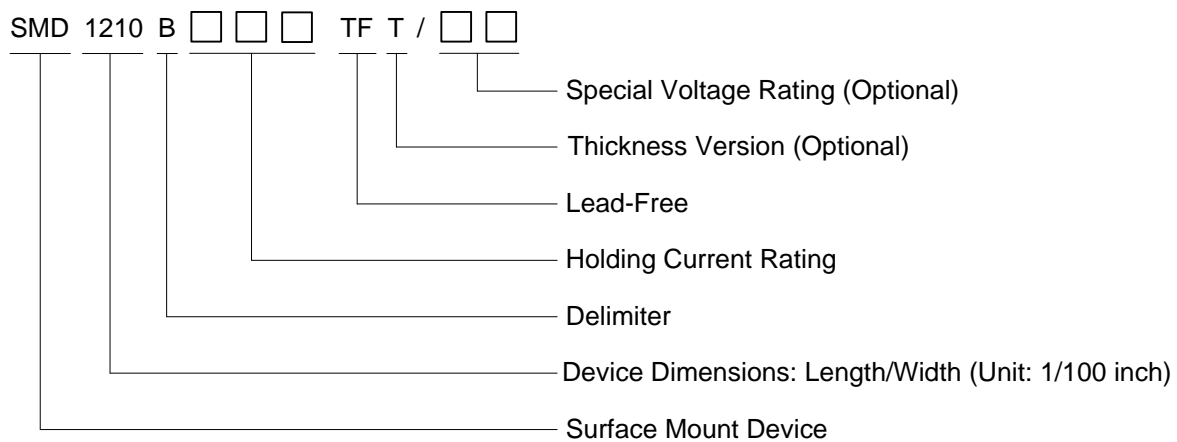 SMD 1210 B □ □ □ TF T / □ □
Special Voltage Rating (Optional)
Thickness Version (Optional)
Lead-Free
Holding Current Rating
Delimiter
Device Dimensions: Length/Width (Unit: 1/100 inch)
Surface Mount Device